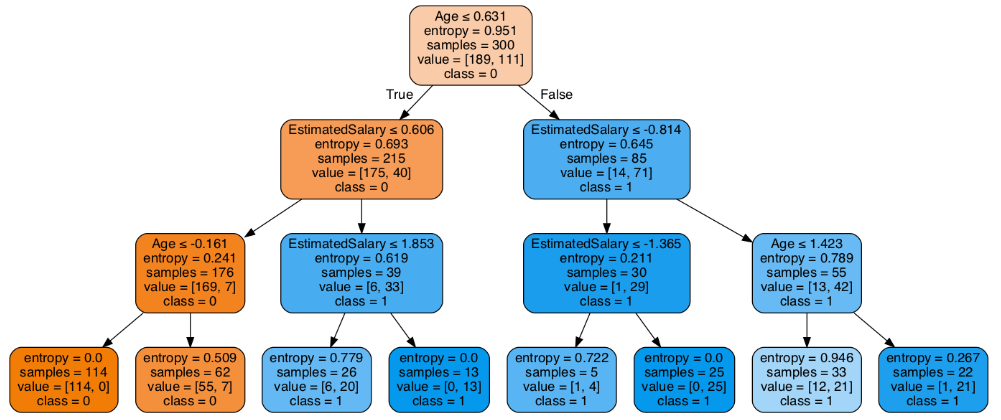 Age ≤ 0.631
entropy = 0.951
samples = 300
value = [189, 111]
class = 0
True
False
EstimatedSalary ≤ 0.606
entropy = 0.693
samples = 215
value = [175, 40]
class = 0
EstimatedSalary ≤ -0.814
entropy = 0.645
samples = 85
value = [14, 71]
class = 1
Age ≤ -0.161
entropy = 0.241
samples = 176
value = [169, 7]
class = 0
EstimatedSalary ≤ 1.853
entropy = 0.619
samples = 39
value = [6, 33]
class = 1
EstimatedSalary ≤ -1.365
entropy = 0.211
samples = 30
value = [1, 29]
class = 1
Age ≤ 1.423
entropy = 0.789
samples = 55
value = [13, 42]
class = 1
entropy = 0.0
samples = 114
value = [114, 0]
class = 0
entropy = 0.509
samples = 62
value = [55, 7]
class = 0
entropy = 0.779
samples = 26
value = [6, 20]
class = 1
entropy = 0.0
samples = 13
value = [0, 13]
class = 1
entropy = 0.722
samples = 5
value = [1, 4]
class = 1
entropy = 0.0
samples = 25
value = [0, 25]
class = 1
entropy = 0.946
samples = 33
value = [12, 21]
class = 1
entropy = 0.267
samples = 22
value = [1, 21]
class = 1